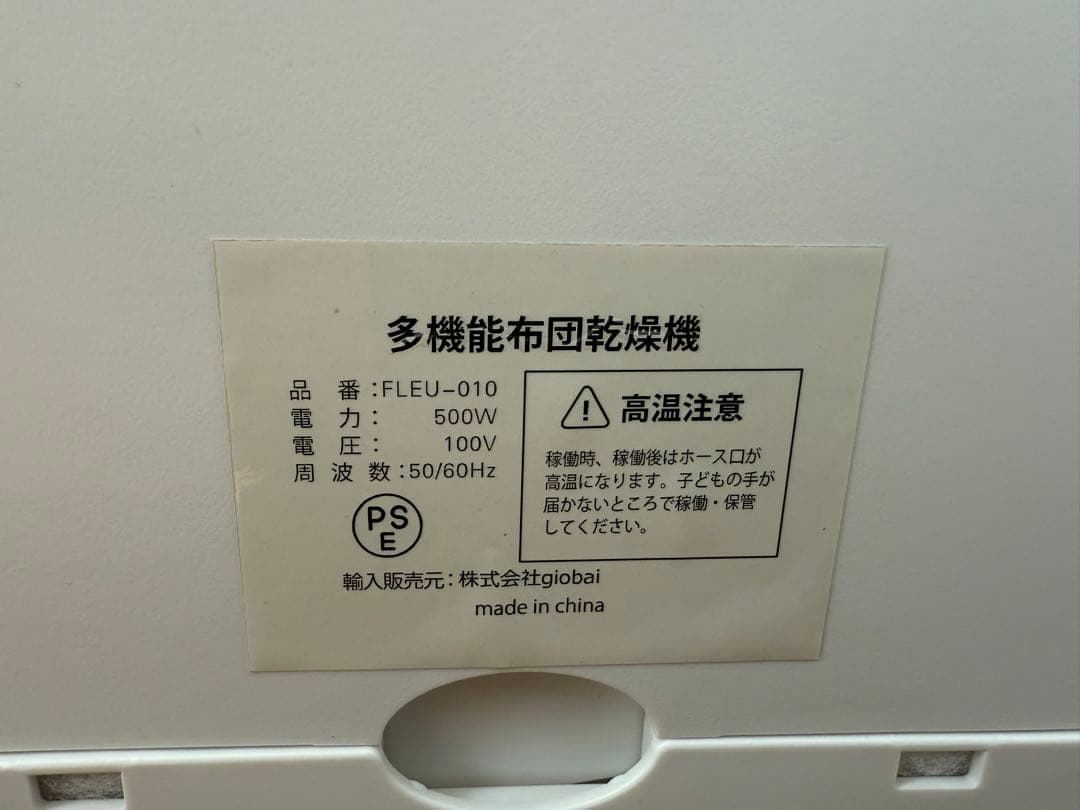 多機能布団乾燥機
品番:FLEU-010
電力: 500W
電圧: 100V
周波数:50/60Hz
PS
E
高温注意
稼働時、稼働後はホース口が
高温になります。子どもの手が
届かないところで稼働・保管
してください。
輸入販売元:株式会社giobai
made in china